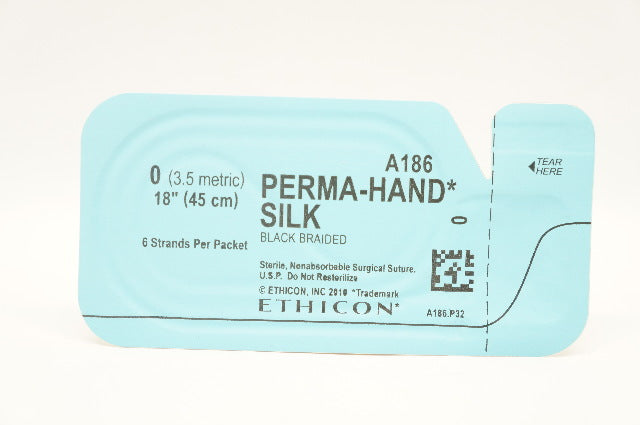 A186
0 (3.5 metric)
18" (45 cm)
PERMA-HAND*
SILK
0
BLACK BRAIDED
6 Strands Per Packet
TEAR
HERE
Sterile, Nonabsorbable Surgical Suture.
U.S.P. Do Not Resterilize
© ETHICON, INC 2010 *Trademark
ETHICON*
A186.P32